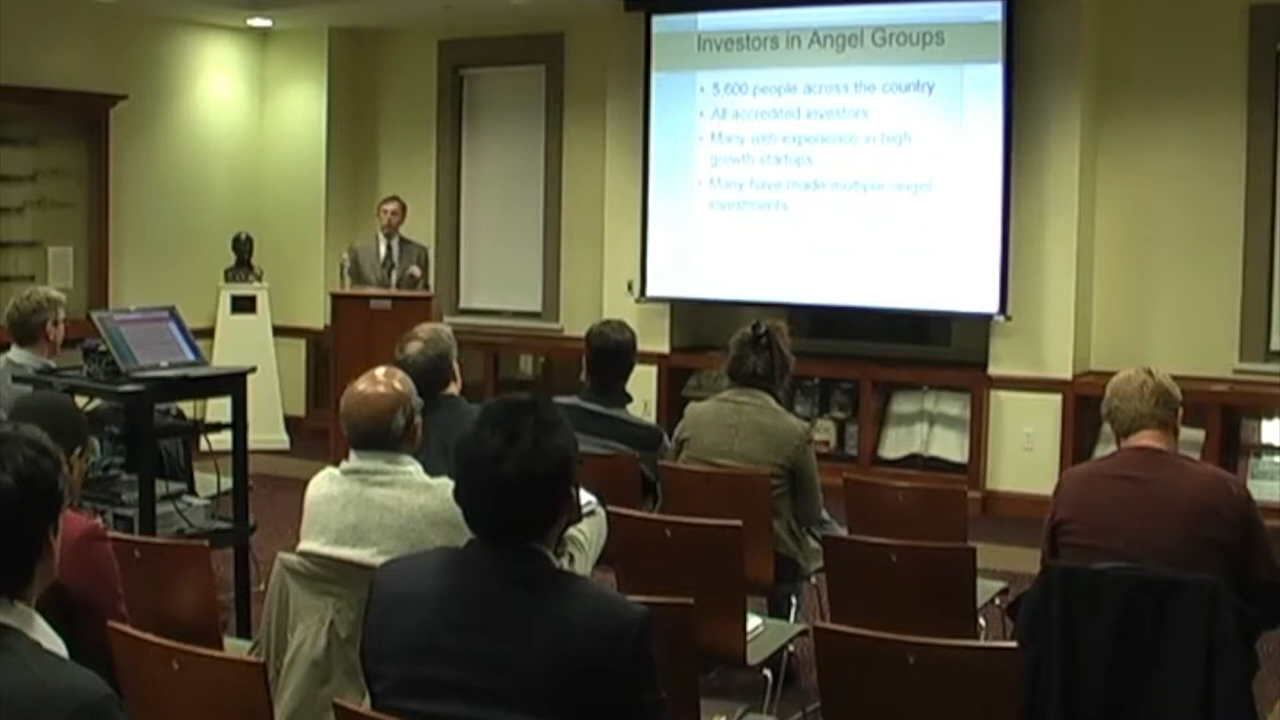 Investors in Angel Groups
• 5,600 people across the country
• All accredited investors
• Many with experience in high
growth startups
• Many have made multiple angel
investments